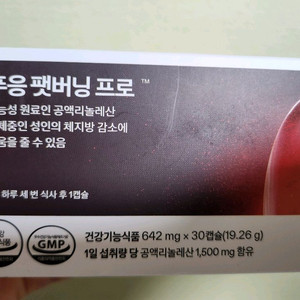 푸응 팻버닝 프로 ™
능성 원료인 공액리놀레산
체중인 성인의 체지방 감소에
움을 줄 수 있음
하루 세 번 식사 후 1캡슐
식품
GMP
건강기능식품 642 mg × 30캡슐(19.26 g)
1일 섭취량 당 공액리놀레산 1,500 mg 함유